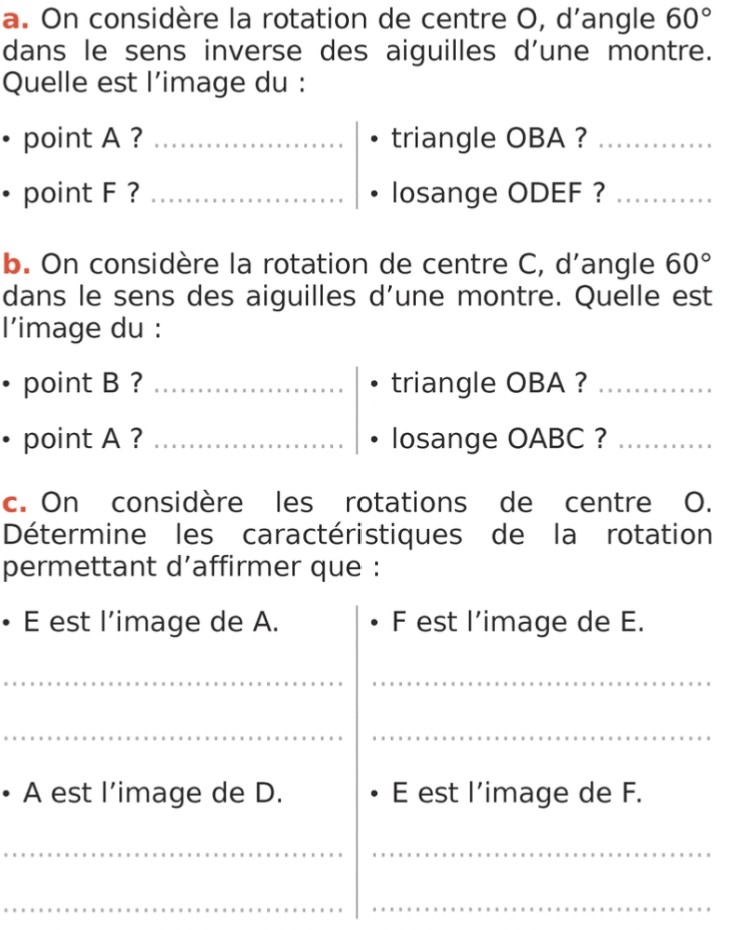 a. On considère la rotation de centre O, d’angle 60°
dans le sens inverse des aiguilles d’une montre.
Quelle est l’image du :
• point A ? ......................
• triangle OBA ? .............
• point F ? ......................
• losange ODEF ? ...........
b. On considère la rotation de centre C, d’angle 60°
dans le sens des aiguilles d’une montre. Quelle est
l’image du :
• point B ? ......................
• triangle OBA ? .............
• point A ? ......................
• losange OABC ? ...........
c. On considère les rotations de centre O.
Détermine les caractéristiques de la rotation
permettant d’affirmer que :
• E est l’image de A.
• F est l’image de E.
.......................................
.......................................
.......................................
.......................................
• A est l’image de D.
• E est l’image de F.
.......................................
.......................................
.......................................
.......................................